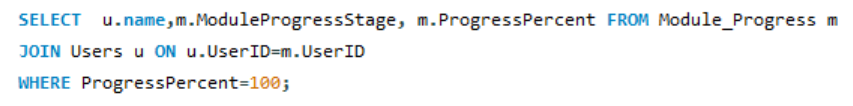 SELECT  u.name,m.ModuleProgressStage, m.ProgressPercent FROM Module_Progress m
JOIN Users u ON u.UserID=m.UserID
WHERE ProgressPercent=100;